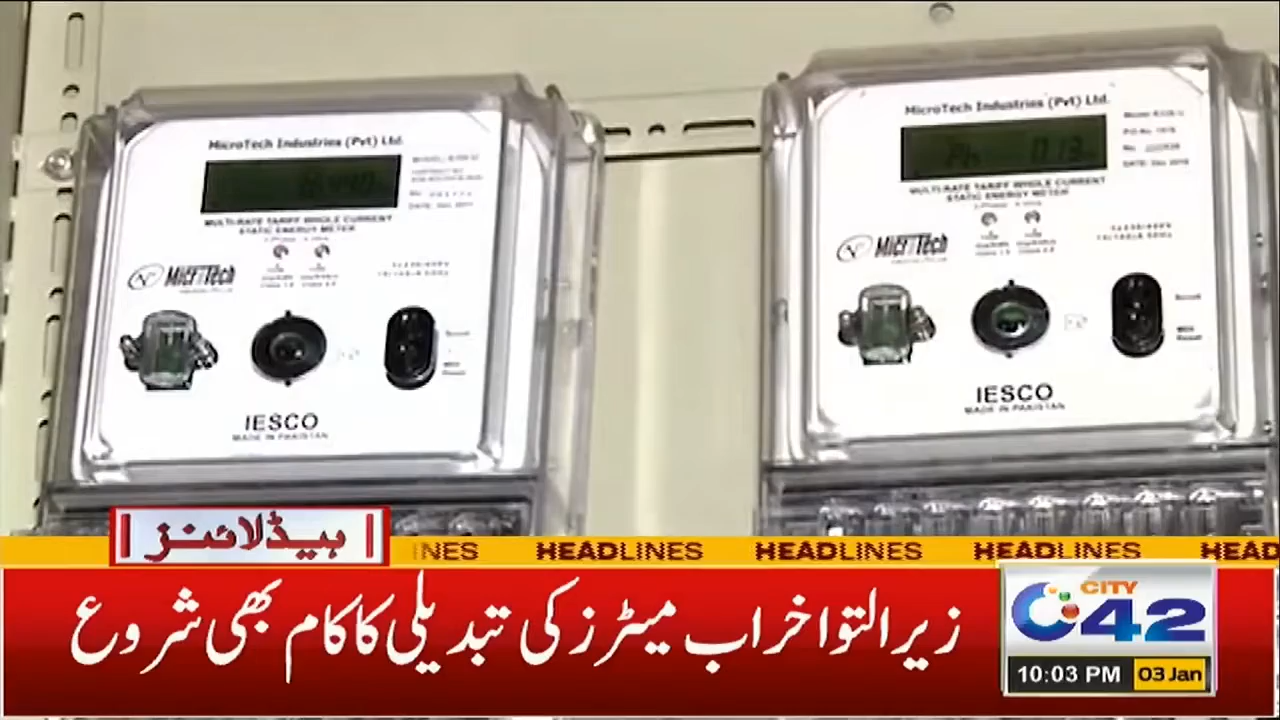 MicroTech Industries (Pvt) Ltd.
MULTI-RATE TARIFF WHOLE CURRENT
STATIC ENERGY METER
MicroTech
IESCO
MADE IN PAKISTAN
MicroTech Industries (Pvt) Ltd.
MULTI-RATE TARIFF WHOLE CURRENT
STATIC ENERGY METER
MicroTech
IESCO
MADE IN PAKISTAN
ہیڈلائنز
INES HEADLINES HEADLINES HEADLINES HEAD
زیر التوا خراب میٹرز کی تبدیلی کا کام بھی شروع
CITY
42
10:03 PM 03 Jan